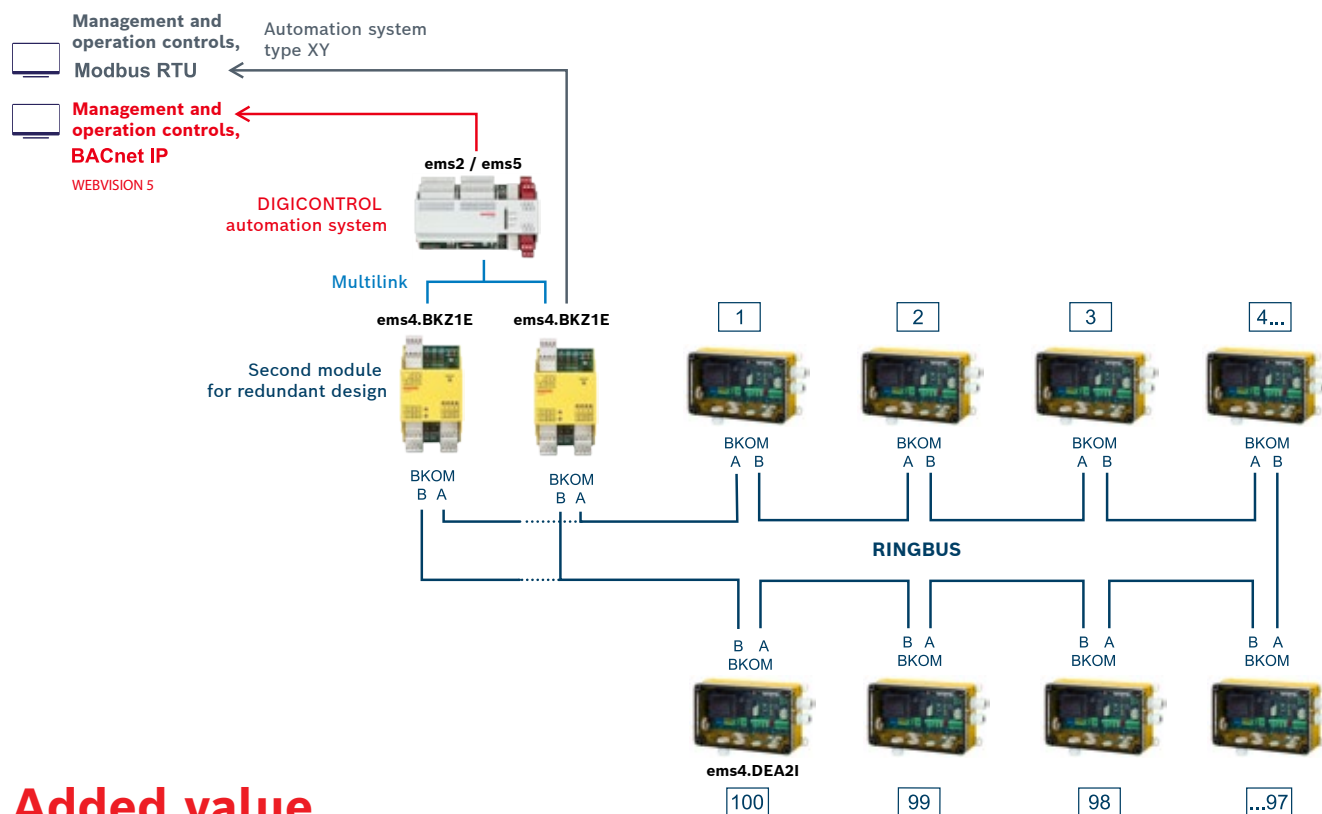 Management and
operation controls,
Modbus RTU
Automation system
type XY
Management and
operation controls,
BACnet IP
WEBVISION 5
ems2 / ems5
DIGICONTROL
automation system
Multilink
ems4.BKZ1E
ems4.BKZ1E
Second module
for redundant design
1
2
3
4...
BKOM
B A
BKOM
B A
BKOM
A B
BKOM
A B
BKOM
A B
BKOM
A B
RINGBUS
B A
BKOM
B A
BKOM
B A
BKOM
B A
BKOM
ems4.DEA2I
100
99
98
...97
Added value